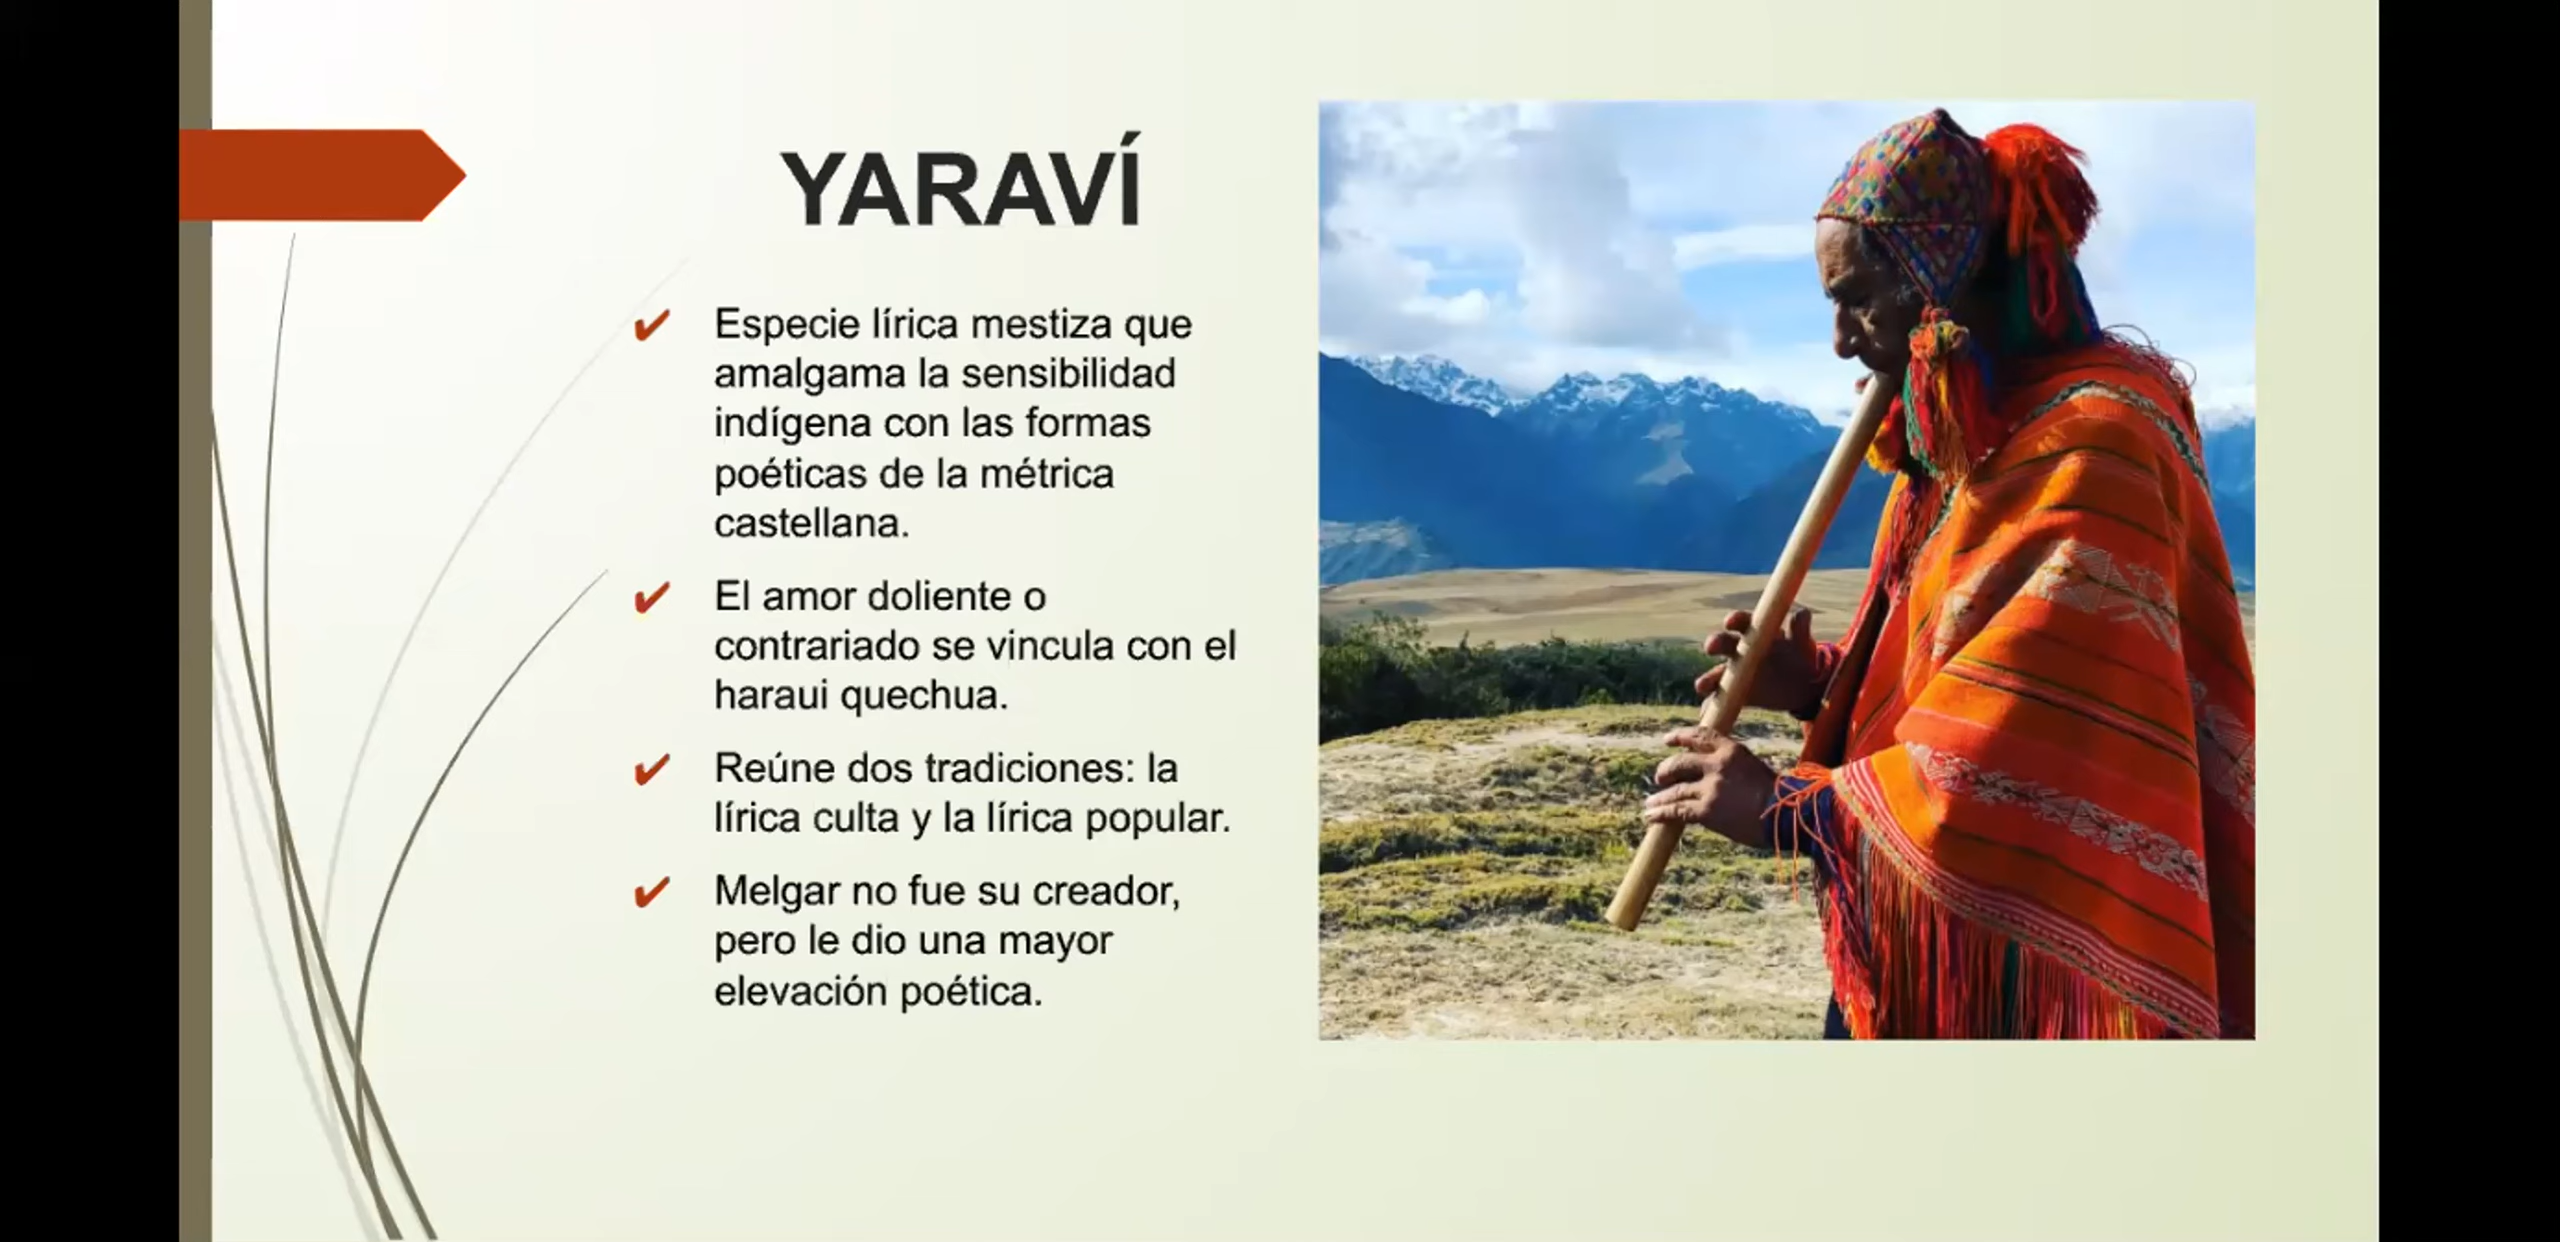 YARAVÍ
✔ Especie lírica mestiza que
amalgama la sensibilidad
indígena con las formas
poéticas de la métrica
castellana.
✔ El amor doliente o
contrariado se vincula con el
haraui quechua.
✔ Reúne dos tradiciones: la
lírica culta y la lírica popular.
✔ Melgar no fue su creador,
pero le dio una mayor
elevación poética.